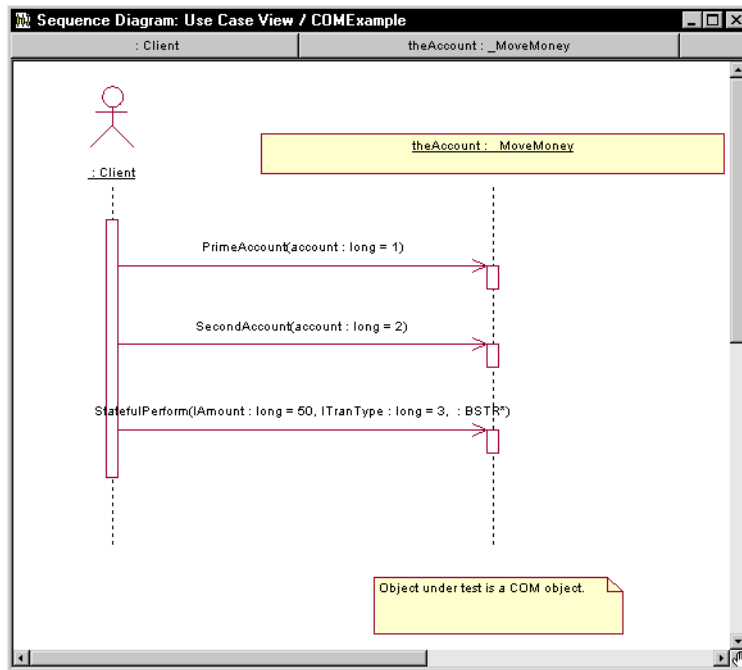 Sequence Diagram: Use Case View / COMExample
: Client
theAccount : _MoveMoney
theAccount : _MoveMoney
: Client
PrimeAccount(account : long = 1)
SecondAccount(account : long = 2)
StatefulPerform(lAmount : long = 50, lTranType : long = 3, : BSTR*)
Object under test is a COM object.